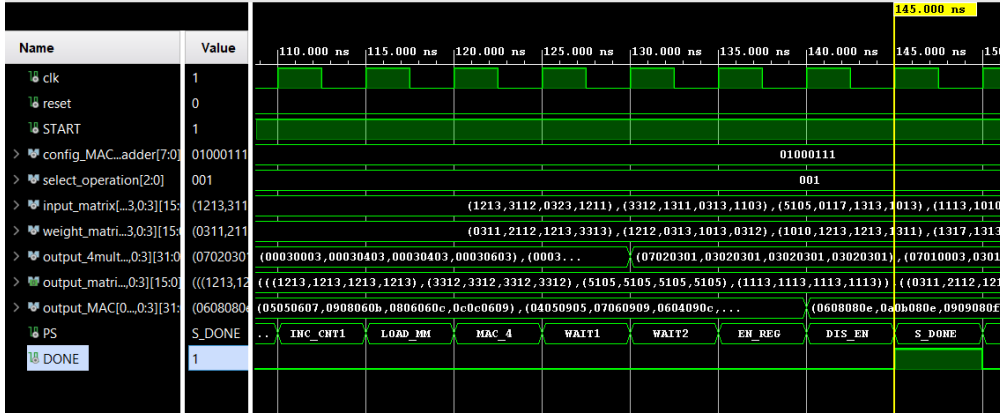 145.000 ns
Name Value 110.000 ns 115.000 ns 120.000 ns 125.000 ns 130.000 ns 135.000 ns 140.000 ns 145.000 ns 150
clk 1
reset 0
START 1
config_MAC...adder[7:0] 01000111 01000111
select_operation[2:0] 001 001
input_matrix[...3,0:3][15: (1213,311 (1213,3112,0323,1211),(3312,1311,0313,1103),(5105,0117,1313,1013),(1113,1010
weight_matri...3,0:3][15:( (0311,211 (0311,2112,1213,3313),(1212,0313,1013,0312),(1010,1213,1213,1311),(1317,1313
output_4mult...,0:3][31:0 (07020301 (00030003,00030403,00030403,00030603),(0003... (07020301,03020301,03020301,03020301),(07010003,0301
output_matri...,0:3][15:0] (((1213,12 (((1213,1213,1213,1213),(3312,3312,3312,3312),(5105,5105,5105,5105),(1113,1113,1113,1113)) ((0311,2112,12
output_MAC[0...,0:3][31: (0608080e (05050607,0908060b,0806060c,0c0c0609),(04050905,07060909,0604090c,... (0608080e,0a0b080e,0909080f
PS S_DONE .. INC_CNT1 LOAD_MM MAC_4 WAIT1 WAIT2 EN_REG DIS_EN S_DONE
DONE 1